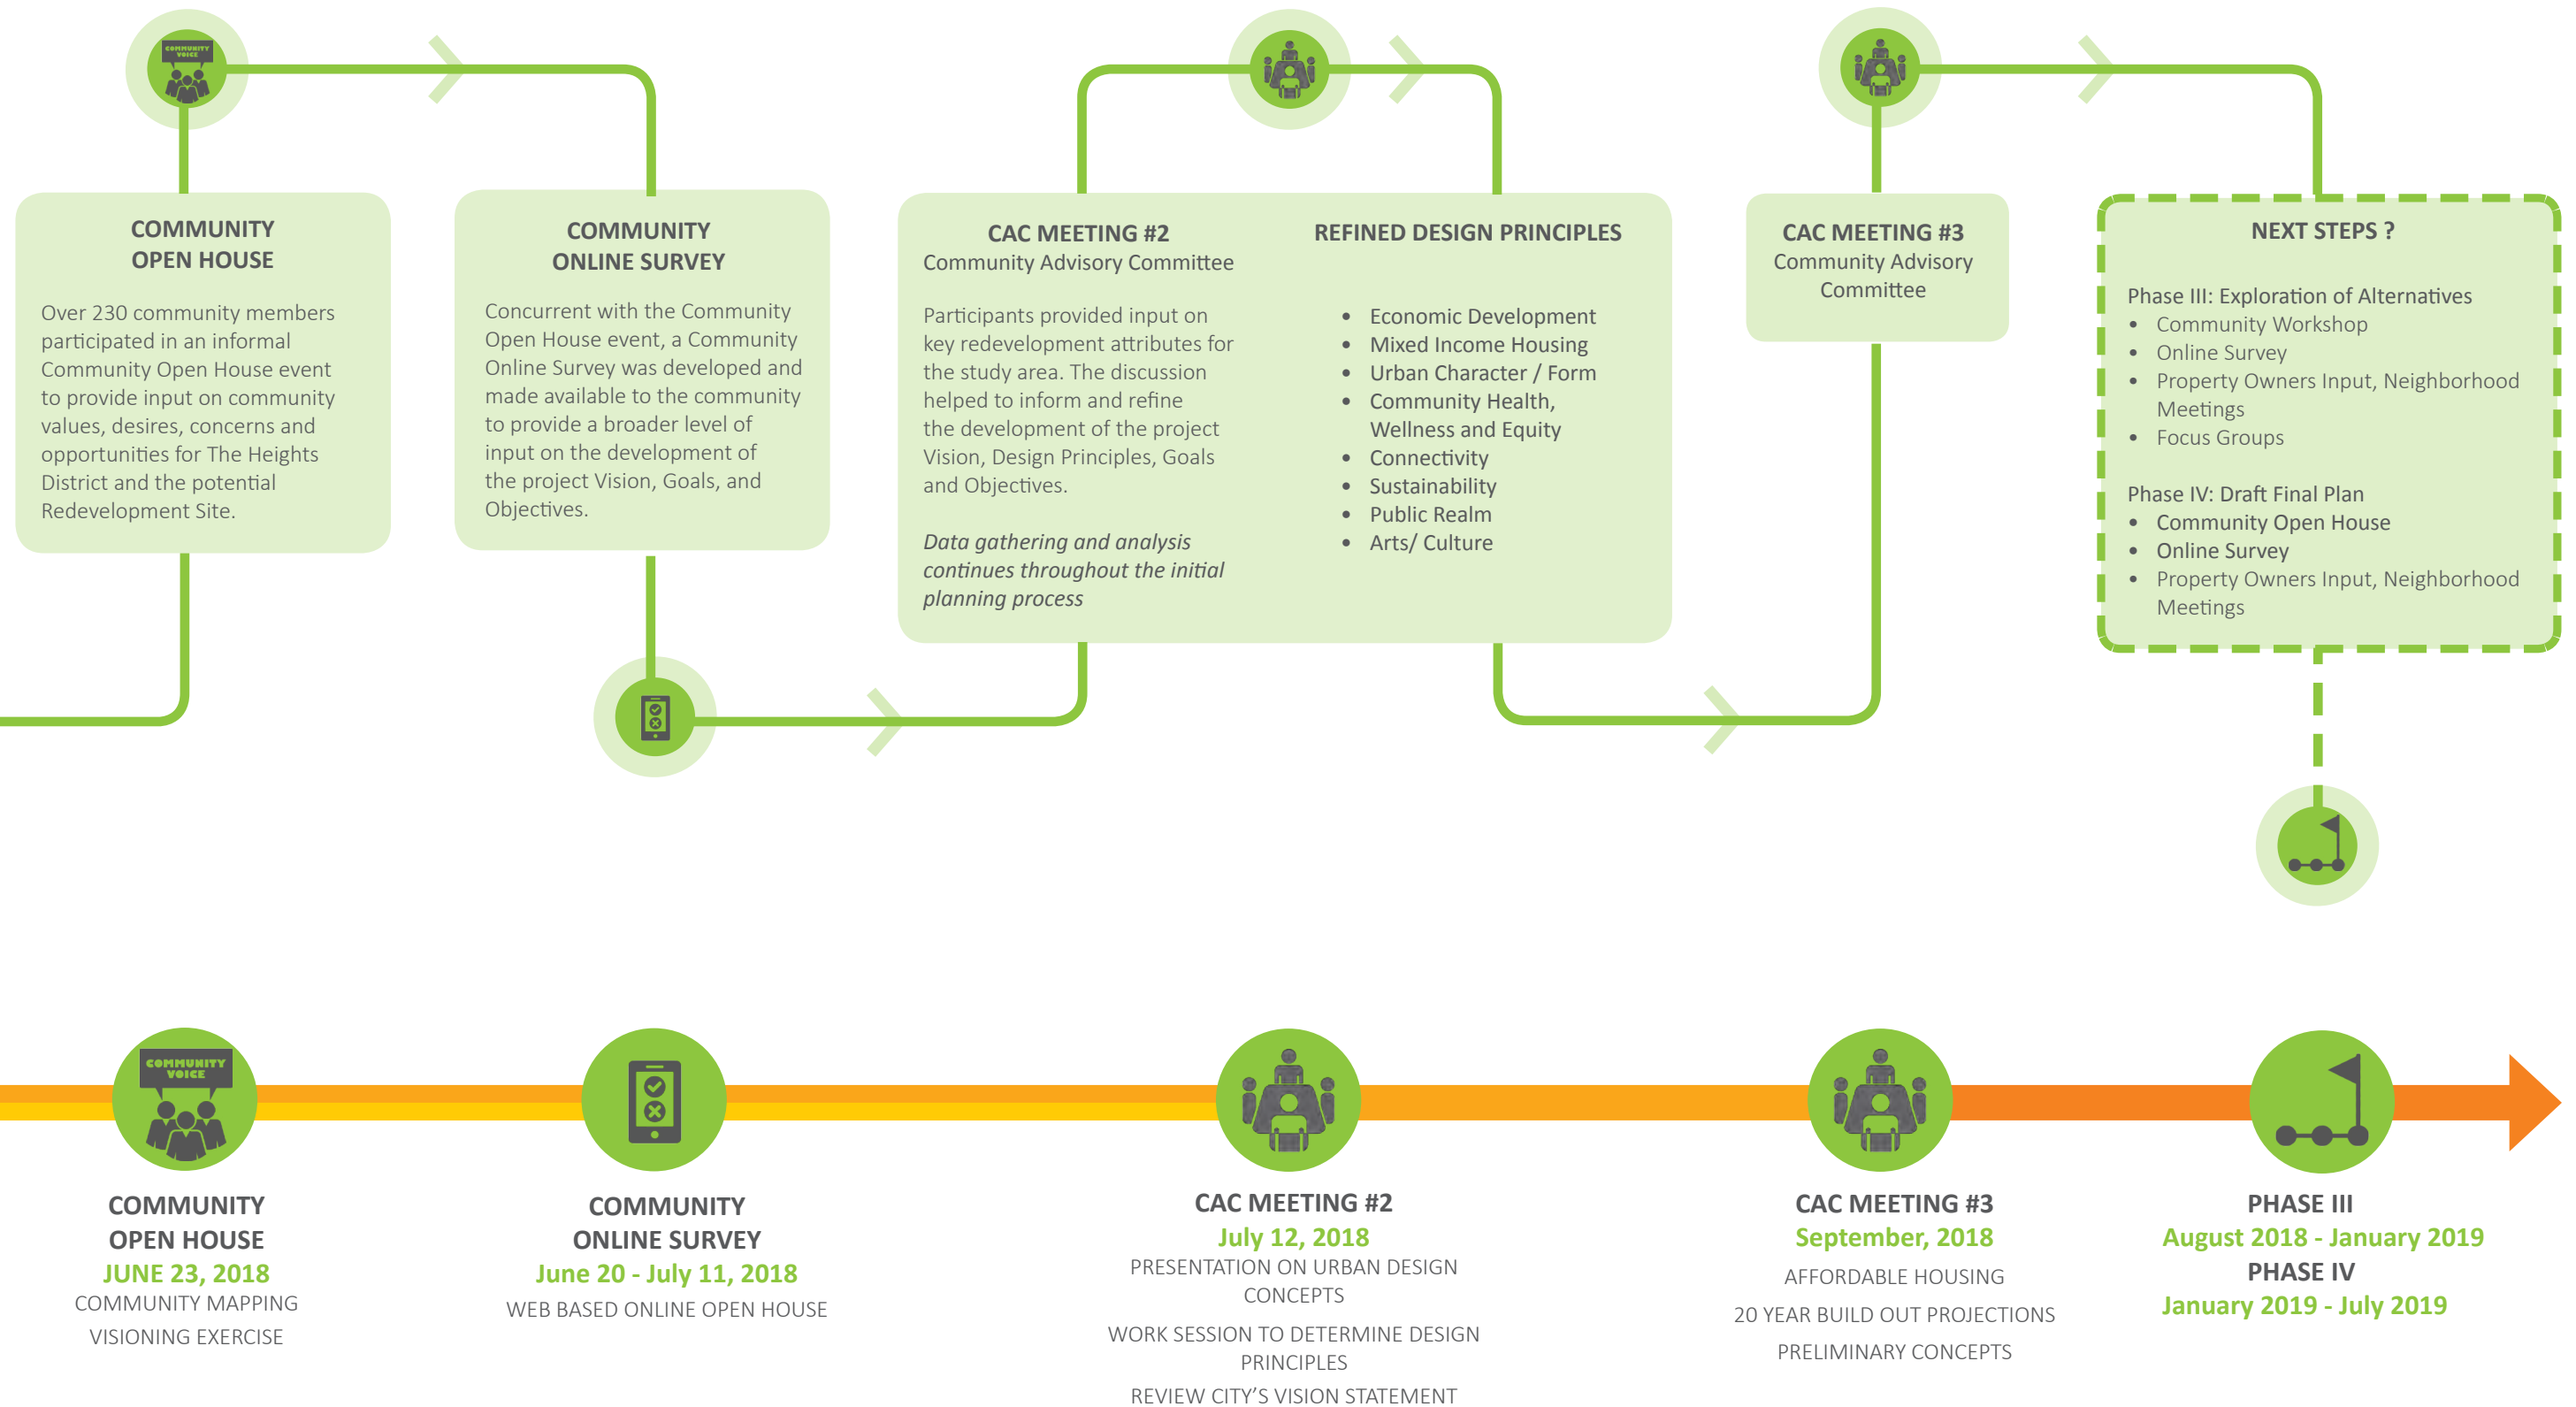 COMMUNITY
VOICE
COMMUNITY
OPEN HOUSE
Over 230 community members
participated in an informal
Community Open House event
to provide input on community
values, desires, concerns and
opportunities for The Heights
District and the potential
Redevelopment Site.
COMMUNITY
ONLINE SURVEY
Concurrent with the Community
Open House event, a Community
Online Survey was developed and
made available to the community
to provide a broader level of
input on the development of
the project Vision, Goals, and
Objectives.
CAC MEETING #2
Community Advisory Committee
Participants provided input on
key redevelopment attributes for
the study area. The discussion
helped to inform and refine
the development of the project
Vision, Design Principles, Goals
and Objectives.
Data gathering and analysis
continues throughout the initial
planning process
REFINED DESIGN PRINCIPLES
• Economic Development
• Mixed Income Housing
• Urban Character / Form
• Community Health,
Wellness and Equity
• Connectivity
• Sustainability
• Public Realm
• Arts/ Culture
CAC MEETING #3
Community Advisory
Committee
NEXT STEPS ?
Phase III: Exploration of Alternatives
• Community Workshop
• Online Survey
• Property Owners Input, Neighborhood
Meetings
• Focus Groups
Phase IV: Draft Final Plan
• Community Open House
• Online Survey
• Property Owners Input, Neighborhood
Meetings
COMMUNITY
VOICE
COMMUNITY
OPEN HOUSE
JUNE 23, 2018
COMMUNITY MAPPING
VISIONING EXERCISE
COMMUNITY
ONLINE SURVEY
June 20 - July 11, 2018
WEB BASED ONLINE OPEN HOUSE
CAC MEETING #2
July 12, 2018
PRESENTATION ON URBAN DESIGN
CONCEPTS
WORK SESSION TO DETERMINE DESIGN
PRINCIPLES
REVIEW CITY'S VISION STATEMENT
CAC MEETING #3
September, 2018
AFFORDABLE HOUSING
20 YEAR BUILD OUT PROJECTIONS
PRELIMINARY CONCEPTS
PHASE III
August 2018 - January 2019
PHASE IV
January 2019 - July 2019